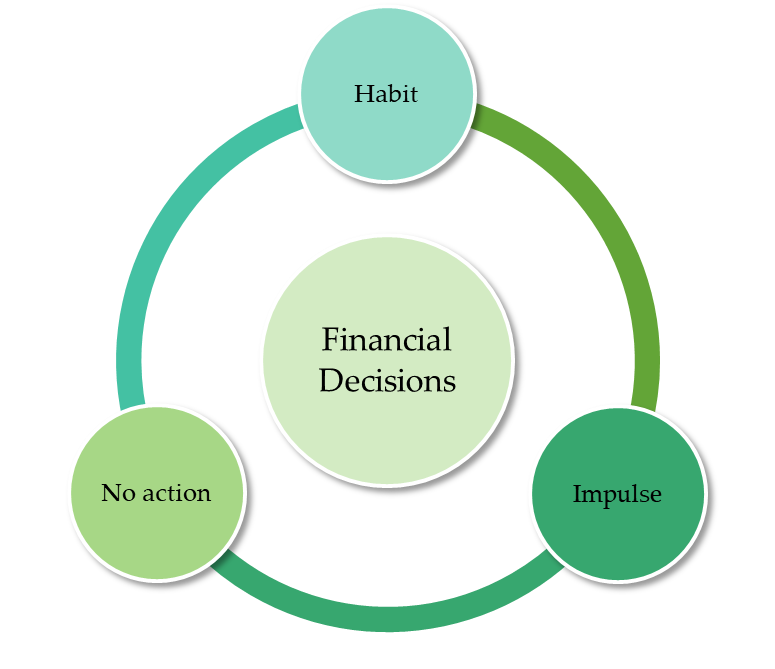 Habit
Financial
Decisions
No action
Impulse